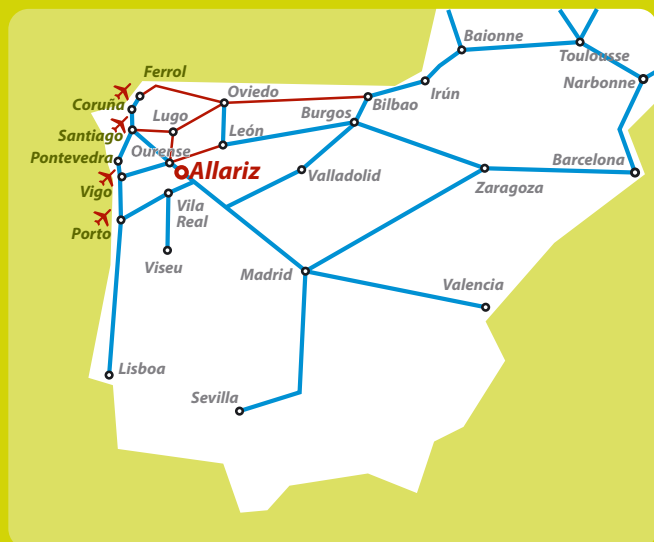 Baionne
Toulousse
Ferrol
Narbonne
Oviedo
Irún
Coruña
Bilbao
Lugo
Burgos
Santiago
León
Ourense
Pontevedra
Barcelona
Allariz
Valladolid
Vigo
Zaragoza
Vila
Real
Porto
Viseu
Madrid
Valencia
Lisboa
Sevilla